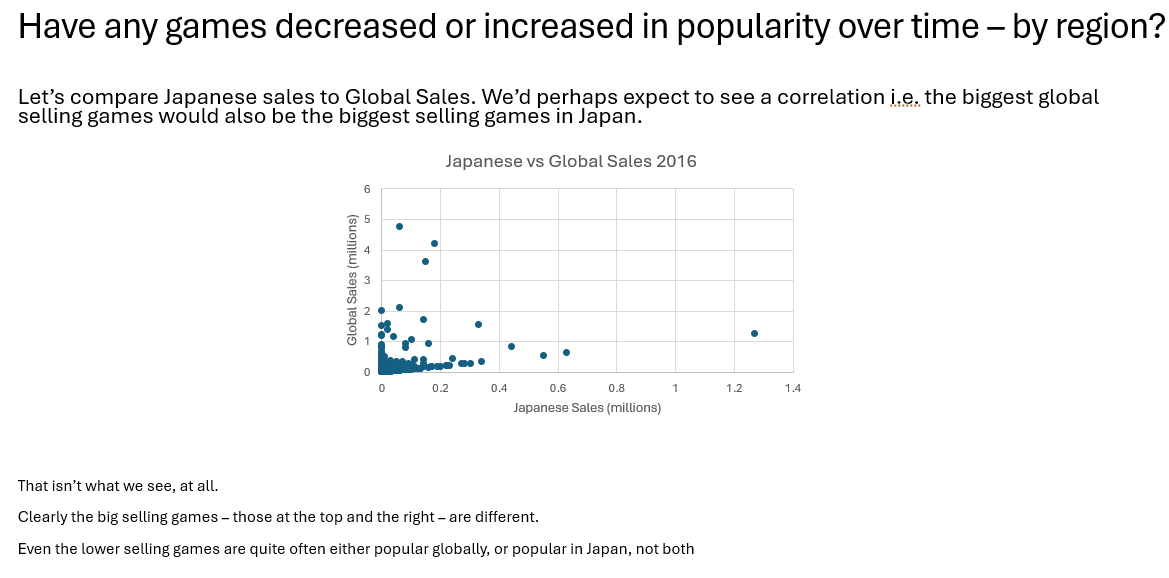 Have any games decreased or increased in popularity over time – by region?
Let’s compare Japanese sales to Global Sales. We’d perhaps expect to see a correlation i.e. the biggest global
selling games would also be the biggest selling games in Japan.
Japanese vs Global Sales 2016
Global Sales (millions)
6
5
4
3
2
1
0
0 0.2 0.4 0.6 0.8 1 1.2 1.4
Japanese Sales (millions)
That isn’t what we see, at all.
Clearly the big selling games – those at the top and the right – are different.
Even the lower selling games are quite often either popular globally, or popular in Japan, not both